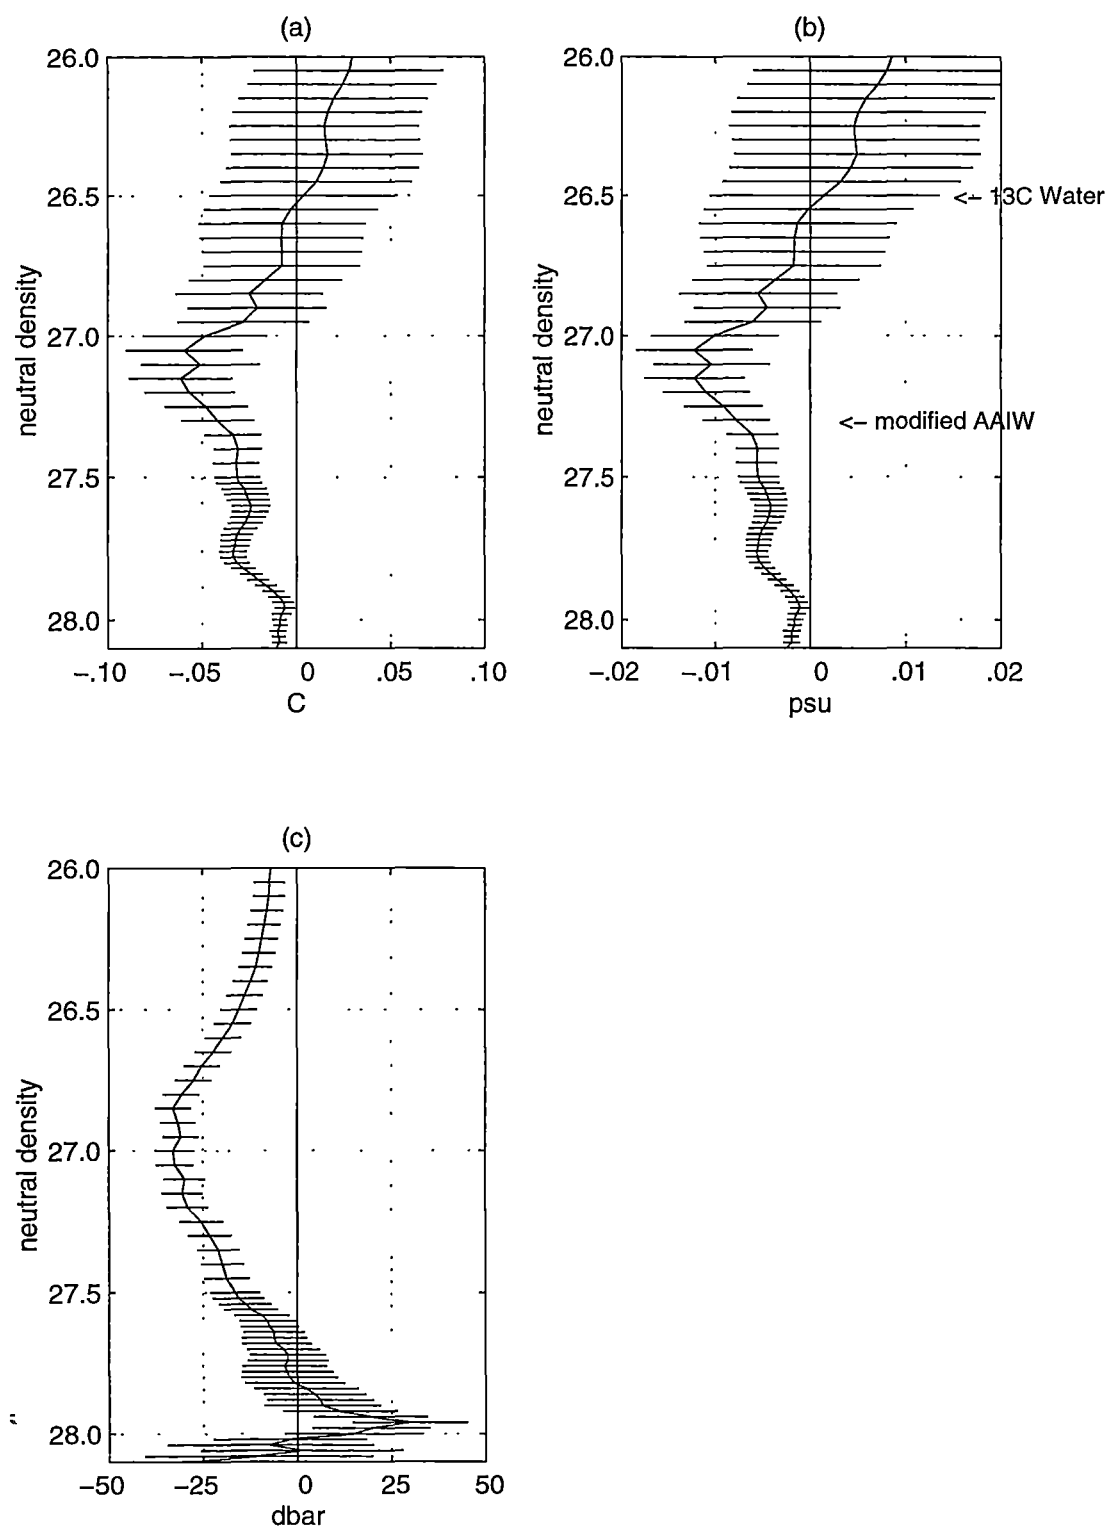 (a)
26.0
26.5
27.0
27.5
28.0
neutral density
−.10 −.05 0 .05 .10
C
(b)
26.0
26.5
27.0
27.5
28.0
neutral density
<− 13C Water
<− modified AAIW
−.02 −.01 0 .01 .02
psu
(c)
26.0
26.5
27.0
27.5
28.0
neutral density
−50 −25 0 25 50
dbar